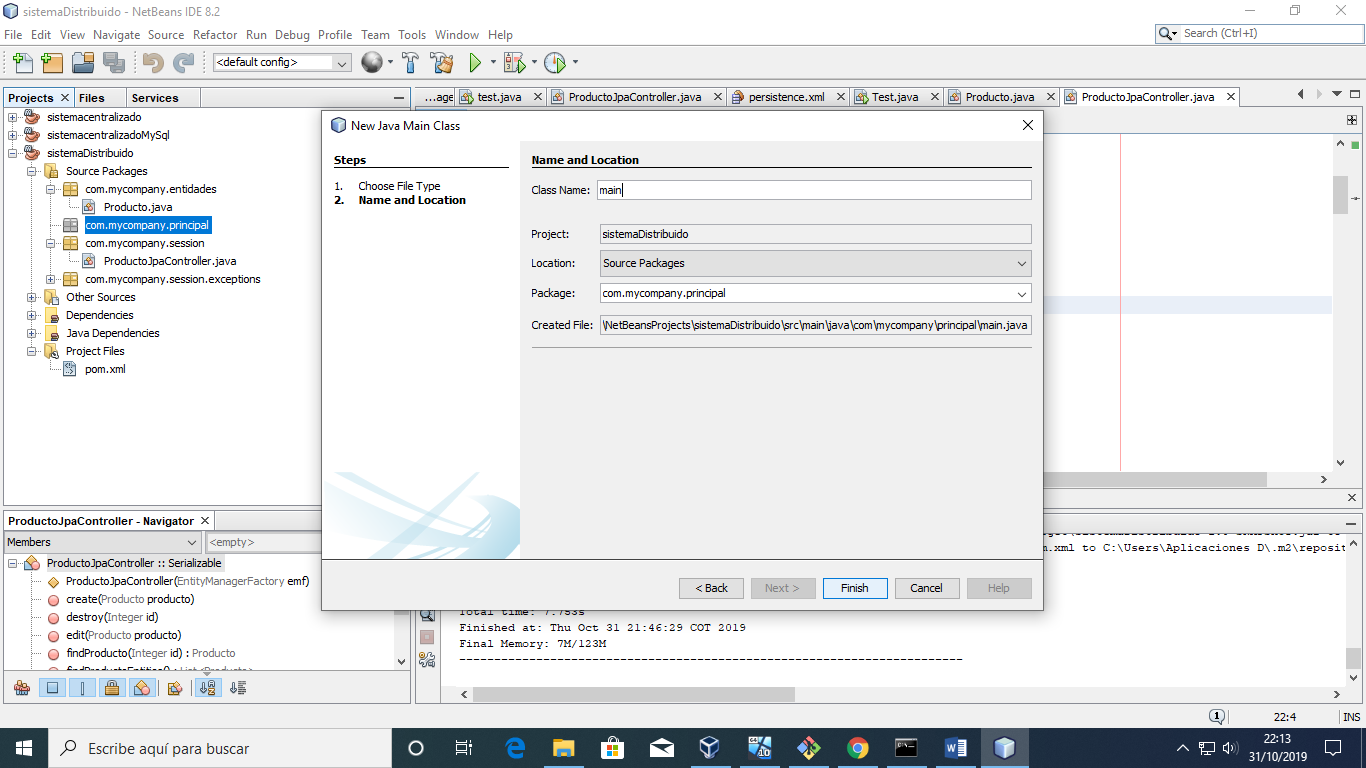 sistemaDistribuido - NetBeans IDE 8.2
File Edit View Navigate Source Refactor Run Debug Profile Team Tools Window Help
Search (Ctrl+I)
<default config>
Projects Files Services
...age test.java ProductoJpaController.java persistence.xml Test.java Producto.java ProductoJpaController.java
sistemacentralizado
sistemacentralizadoMySql
sistemaDistribuido
Source Packages
com.mycompany.entidades
Producto.java
com.mycompany.principal
com.mycompany.session
ProductoJpaController.java
com.mycompany.session.exceptions
Other Sources
Dependencies
Java Dependencies
Project Files
pom.xml
New Java Main Class
Steps
1. Choose File Type
2. Name and Location
Name and Location
Class Name: main
Project: sistemaDistribuido
Location: Source Packages
Package: com.mycompany.principal
Created File: \NetBeansProjects\sistemaDistribuido\src\main\java\com\mycompany\principal\main.java
< Back Next > Finish Cancel Help
ProductoJpaController - Navigator
Members <empty>
ProductoJpaController :: Serializable
ProductoJpaController(EntityManagerFactory emf)
create(Producto producto)
destroy(Integer id)
edit(Producto producto)
findProducto(Integer id) : Producto
findProductoEntities() : List<Producto>
m.xml to C:\Users\Aplicaciones D\.m2\reposit
Total time: 7.753s
Finished at: Thu Oct 31 21:46:29 COT 2019
Final Memory: 7M/123M
------------------------------------------------------------------------
1 22:4 INS
Escribe aquí para buscar
22:13
31/10/2019